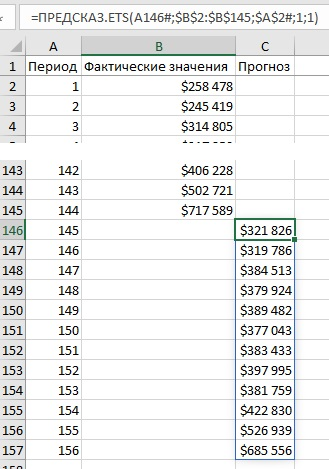 =ПРЕДСКАЗ.ETS(A146#;$B$2:$B$145;$A$2#;1;1)
A B C
1 Период Фактические значения Прогноз
2 1 $258 478
3 2 $245 419
4 3 $314 805
143 142 $406 228
144 143 $502 721
145 144 $717 589
146 145 $321 826
147 146 $319 786
148 147 $384 513
149 148 $379 924
150 149 $389 482
151 150 $377 043
152 151 $383 433
153 152 $397 995
154 153 $381 759
155 154 $422 830
156 155 $526 939
157 156 $685 556